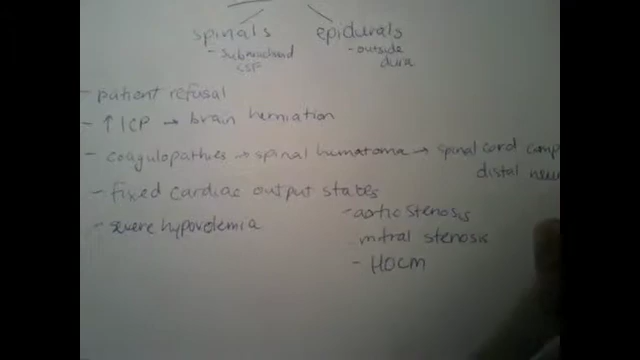 spinals epidurals
- subarachnoid - outside
CSF dura
- patient refusal
- ↑ ICP → brain herniation
- coagulopathies → spinal hematoma → spinal cord comp
distal neur
- fixed cardiac output states
- severe hypovolemia - aortic stenosis
- mitral stenosis
- HOCM